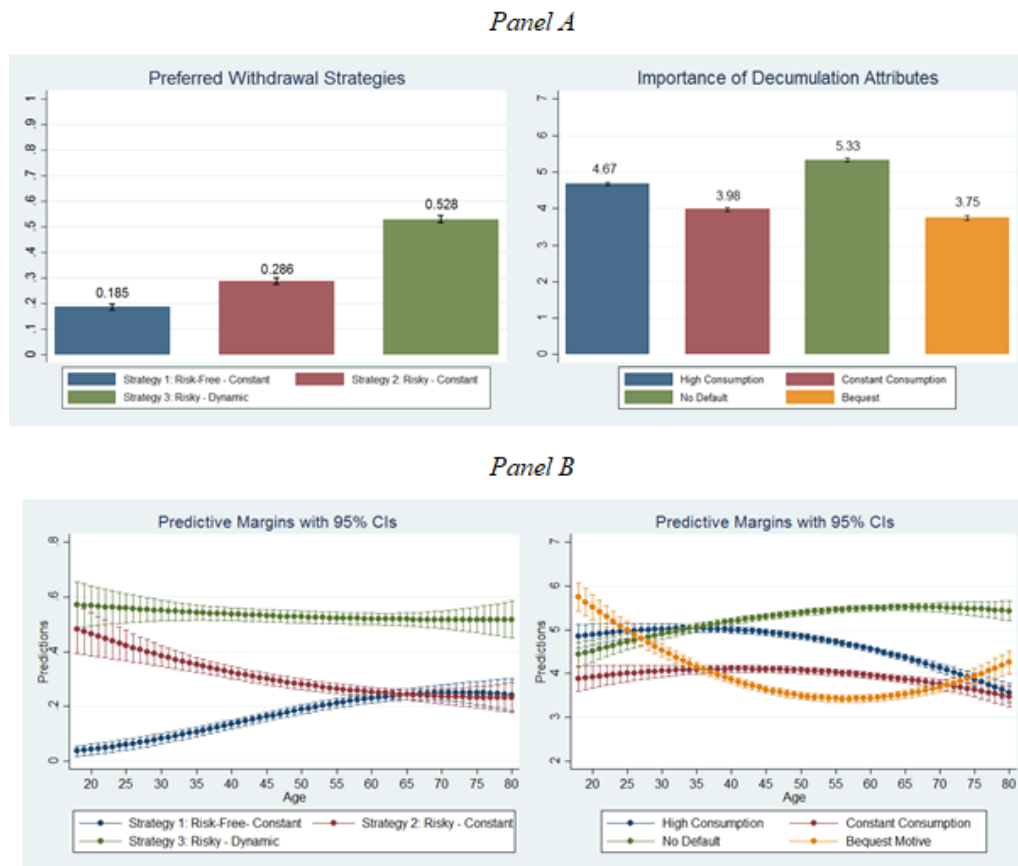 Panel A
Preferred Withdrawal Strategies
1
.9
.8
.7
.6
.5
.4
.3
.2
.1
0
0.185
0.286
0.528
Strategy 1: Risk-Free - Constant
Strategy 2: Risky - Constant
Strategy 3: Risky - Dynamic
Importance of Decumulation Attributes
7
6
5
4
3
2
1
0
4.67
3.98
5.33
3.75
High Consumption
Constant Consumption
No Default
Bequest
Panel B
Predictive Margins with 95% CIs
Predictions
.8
.6
.4
.2
0
20 25 30 35 40 45 50 55 60 65 70 75 80
Age
Strategy 1: Risk-Free- Constant
Strategy 2: Risky - Constant
Strategy 3: Risky - Dynamic
Predictive Margins with 95% CIs
Predictions
7
6
5
4
3
2
20 25 30 35 40 45 50 55 60 65 70 75 80
Age
High Consumption
Constant Consumption
No Default
Bequest Motive